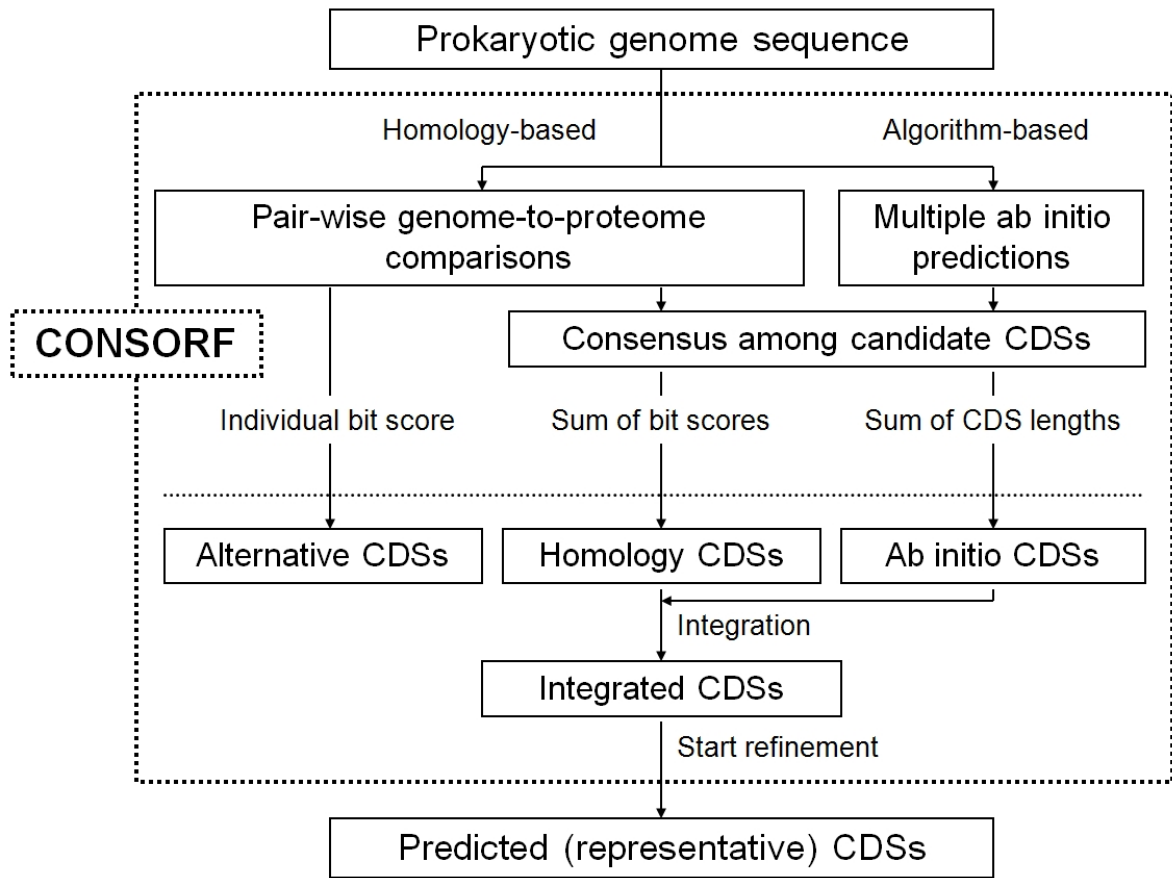 Prokaryotic genome sequence
Homology-based
Algorithm-based
Pair-wise genome-to-proteome
comparisons
Multiple ab initio
predictions
CONSORF
Consensus among candidate CDSs
Individual bit score
Sum of bit scores
Sum of CDS lengths
Alternative CDSs
Homology CDSs
Ab initio CDSs
Integration
Integrated CDSs
Start refinement
Predicted (representative) CDSs